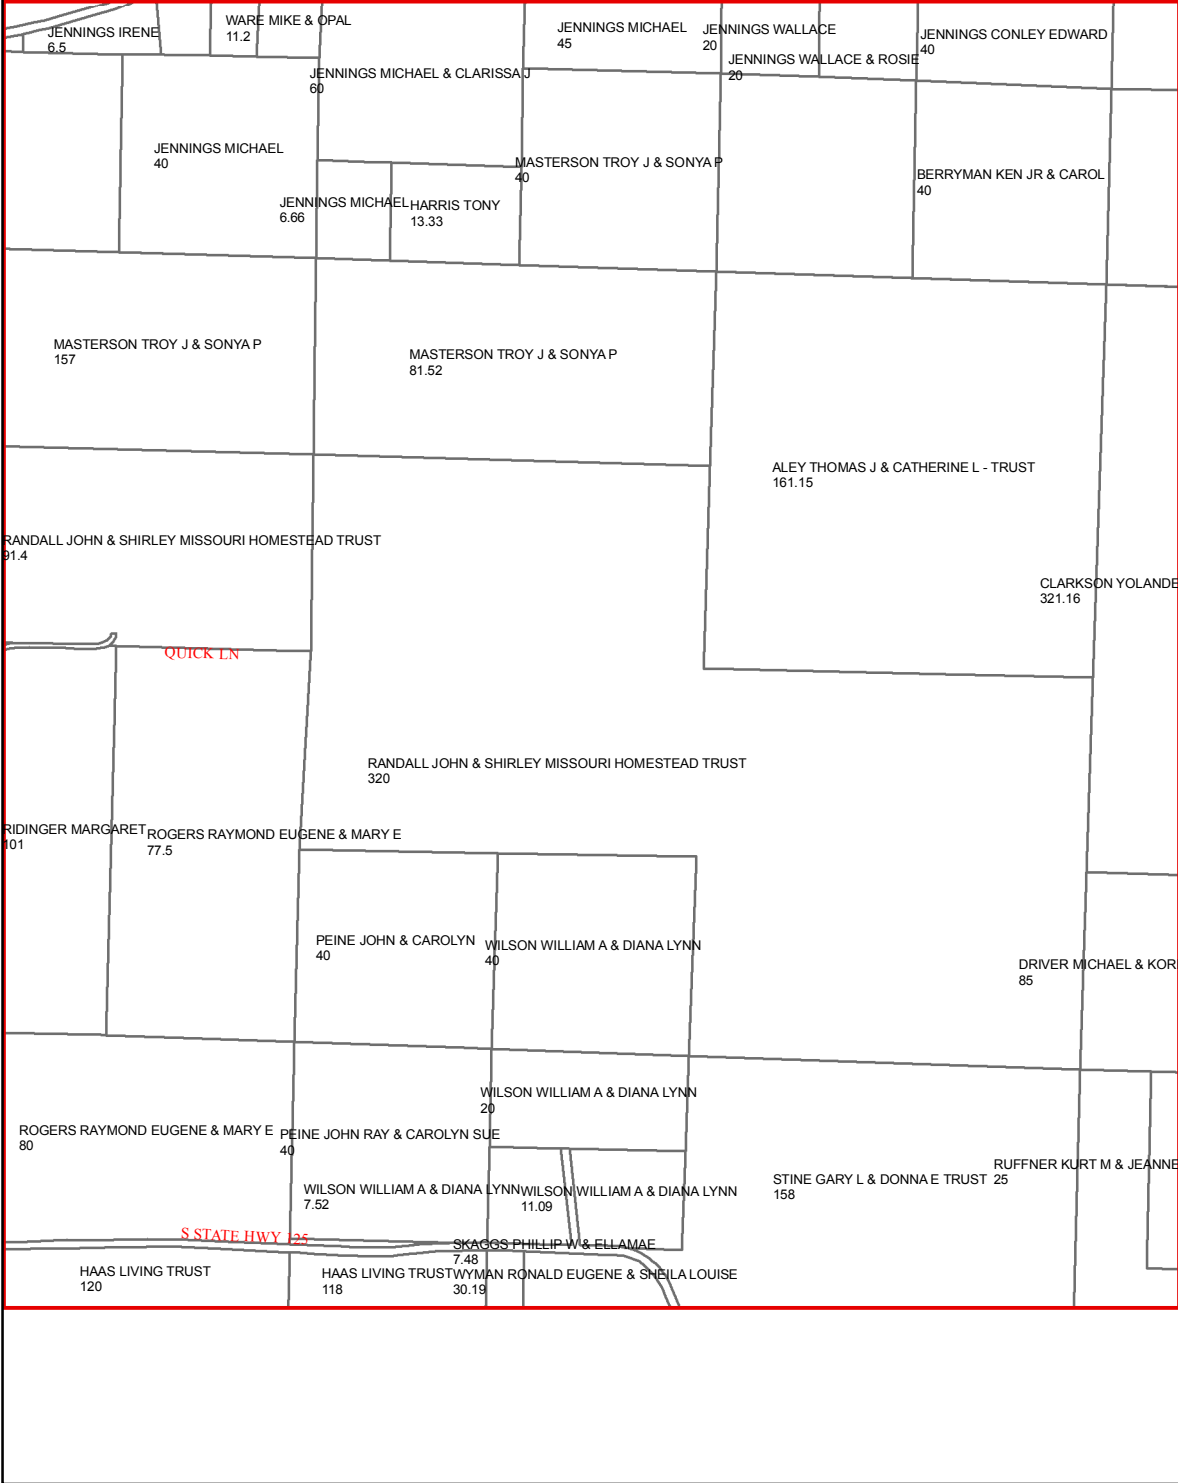 WARE MIKE & OPAL
11.2
JENNINGS IRENE
6.5
JENNINGS MICHAEL
45
JENNINGS WALLACE
20
JENNINGS CONLEY EDWARD
40
JENNINGS WALLACE & ROSIE
20
JENNINGS MICHAEL & CLARISSA J
60
JENNINGS MICHAEL
40
MASTERSON TROY J & SONYA P
40
BERRYMAN KEN JR & CAROL
40
JENNINGS MICHAEL
6.66
HARRIS TONY
13.33
MASTERSON TROY J & SONYA P
157
MASTERSON TROY J & SONYA P
81.52
ALEY THOMAS J & CATHERINE L - TRUST
161.15
RANDALL JOHN & SHIRLEY MISSOURI HOMESTEAD TRUST
91.4
CLARKSON YOLANDE
321.16
QUICK LN
RANDALL JOHN & SHIRLEY MISSOURI HOMESTEAD TRUST
320
RIDINGER MARGARET
101
ROGERS RAYMOND EUGENE & MARY E
77.5
PEINE JOHN & CAROLYN
40
WILSON WILLIAM A & DIANA LYNN
40
DRIVER MICHAEL & KOR
85
WILSON WILLIAM A & DIANA LYNN
20
ROGERS RAYMOND EUGENE & MARY E
80
PEINE JOHN RAY & CAROLYN SUE
40
RUFFNER KURT M & JEANNE
25
STINE GARY L & DONNA E TRUST
158
WILSON WILLIAM A & DIANA LYNN
7.52
WILSON WILLIAM A & DIANA LYNN
11.09
S STATE HWY 125
SKAGGS PHILLIP W & ELLAMAE
7.48
HAAS LIVING TRUST
120
HAAS LIVING TRUST
118
WYMAN RONALD EUGENE & SHEILA LOUISE
30.19